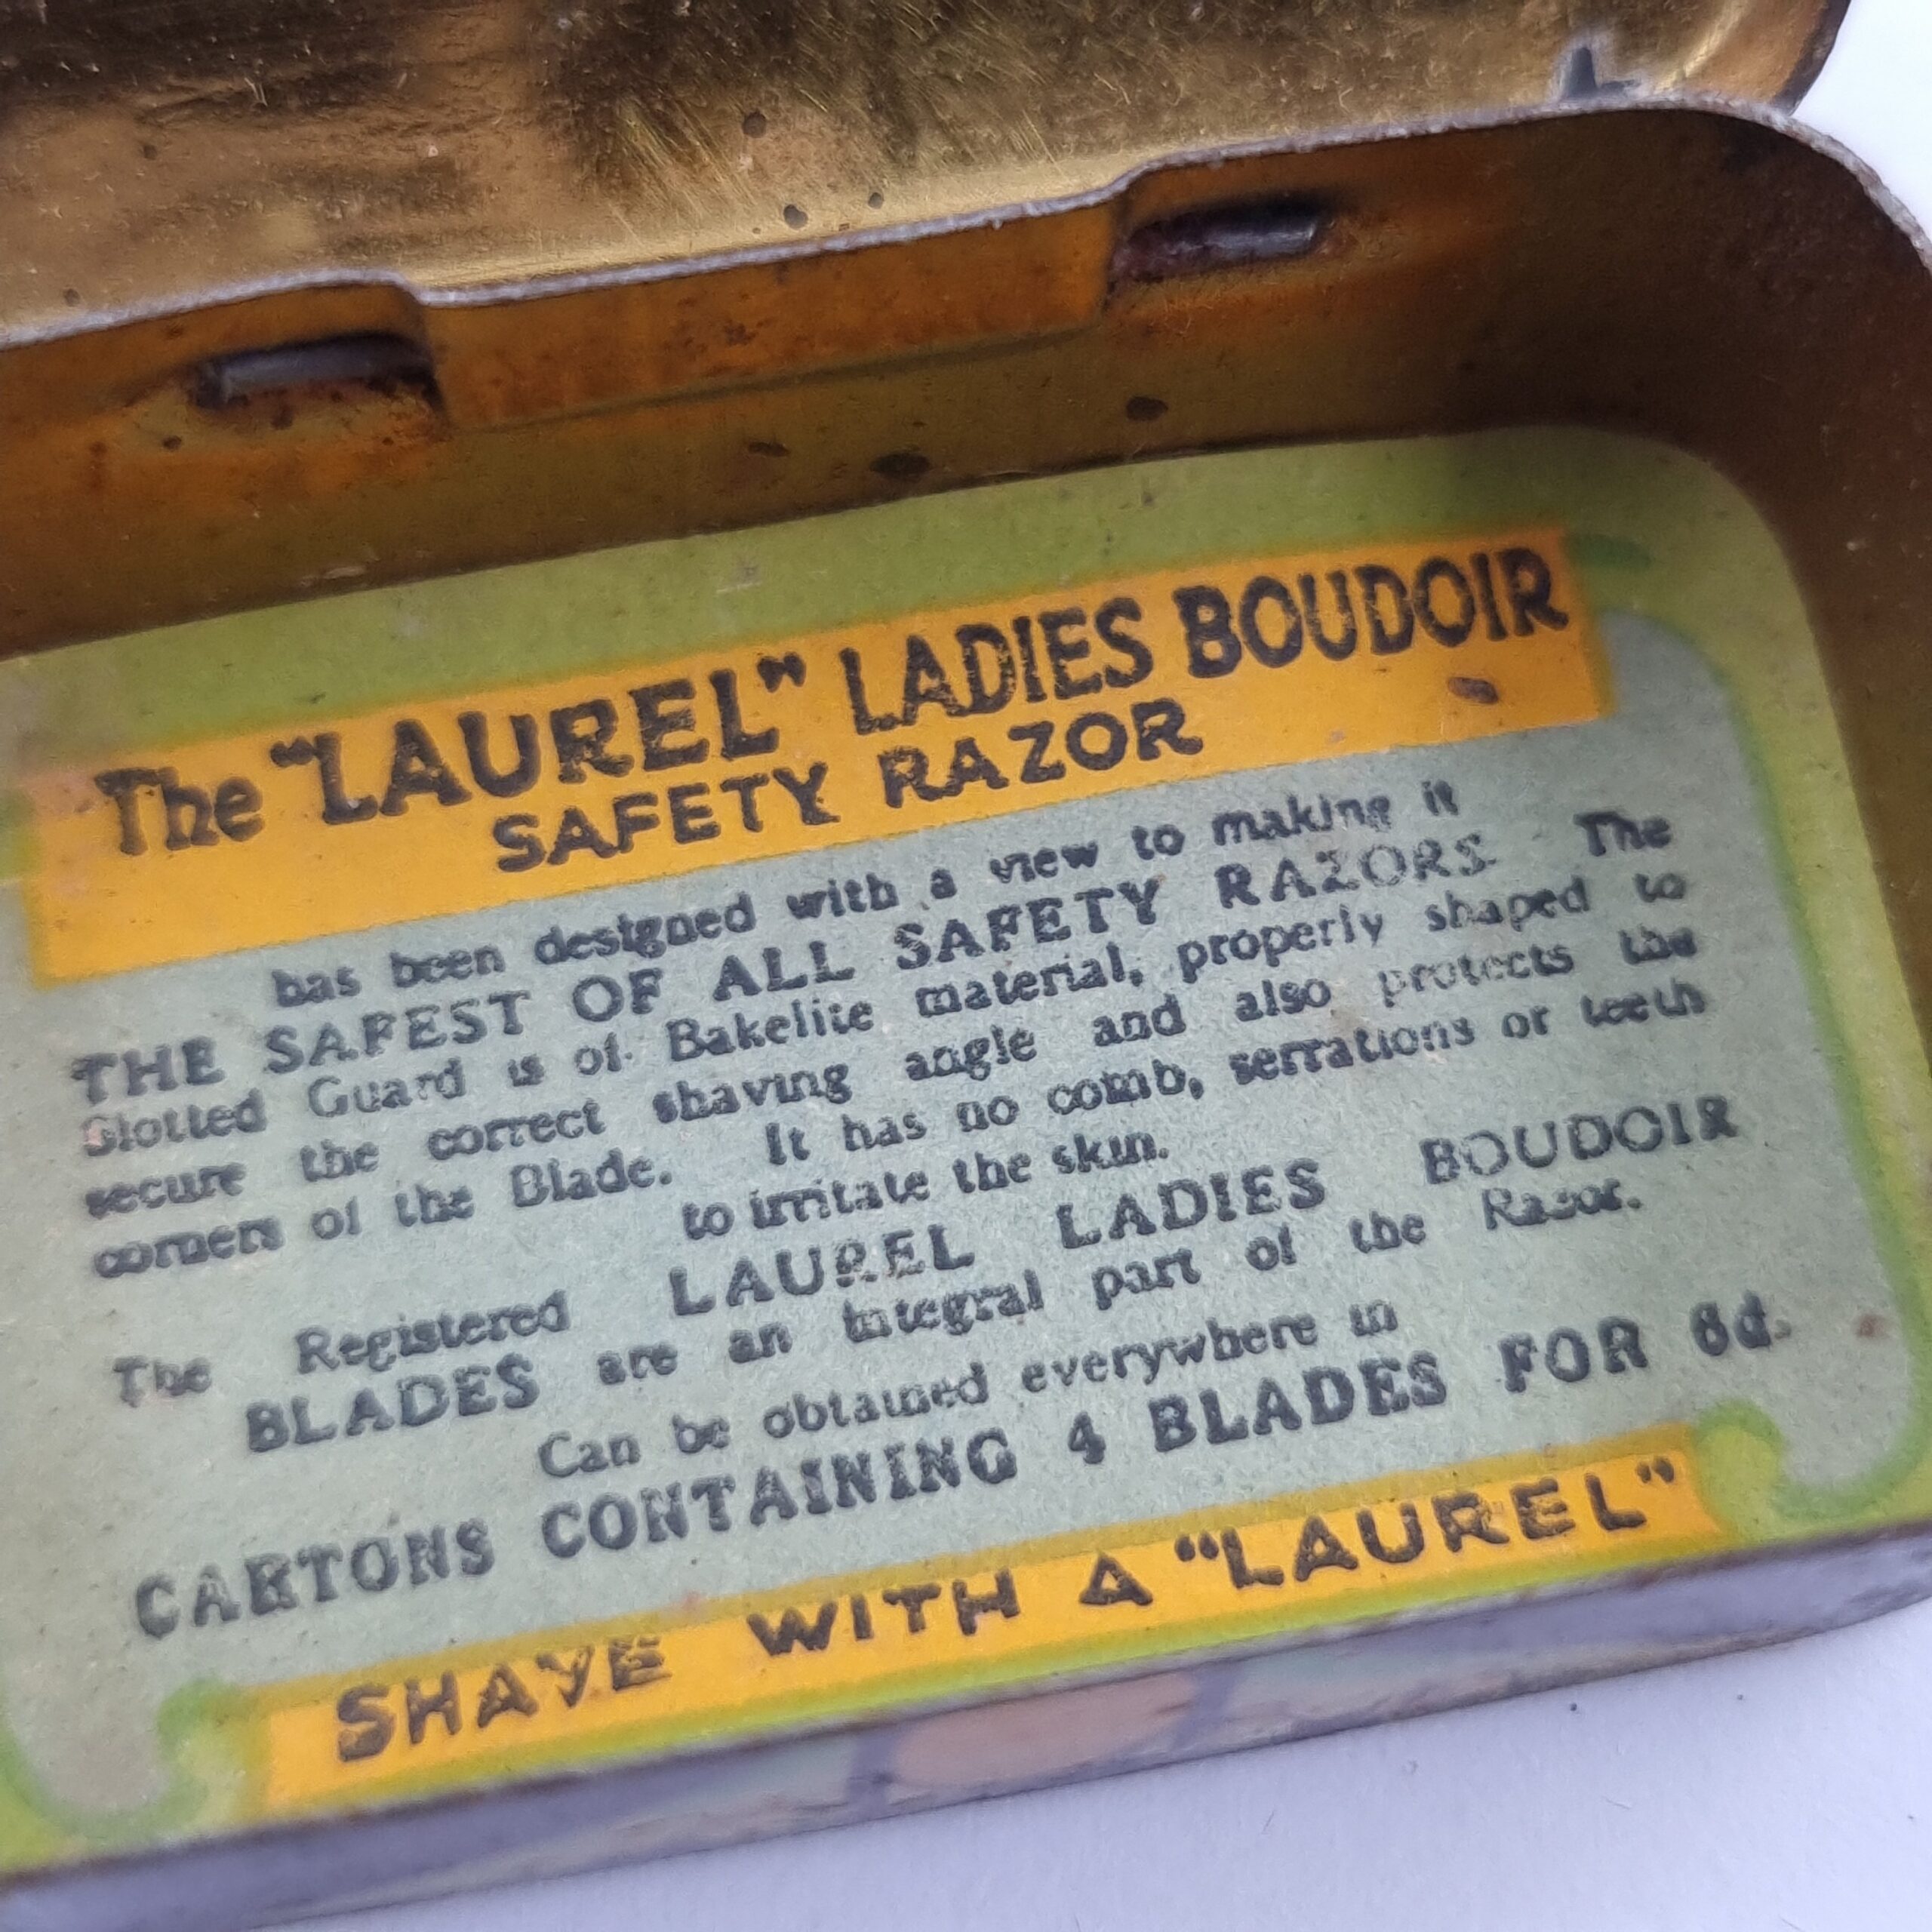 The "LAUREL" LADIES BOUDOIR
SAFETY RAZOR
has been designed with a view to making it
THE SAFEST OF ALL SAFETY RAZORS The
Slotted Guard is of Bakelite material, properly shaped to
secure the correct shaving angle and also protects the
corners of the Blade. It has no comb, serrations or teeth
to irritate the skin.
The Registered LAUREL LADIES BOUDOIR
BLADES are an integral part of the Razor.
Can be obtained everywhere in
CARTONS CONTAINING 4 BLADES FOR 6d.
SHAVE WITH A "LAUREL"